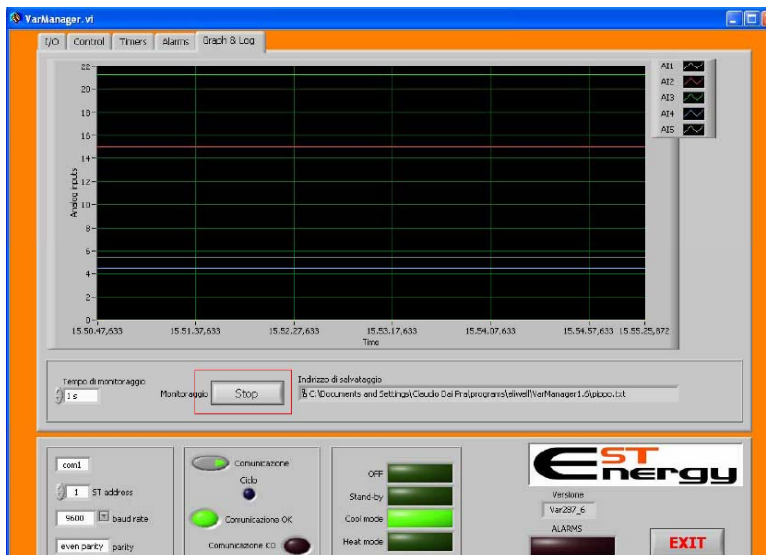 VarManager.vi
I/O Control Timers Alarms Graph & Log
22
20
18
16
14
12
10
8
6
4
2
0
Analog inputs
15.50.47,633 15.51.37,633 15.52.27,633 15.53.17,633 15.54.07,633 15.54.57,633 15.55.25,872
Time
AI1
AI2
AI3
AI4
AI5
Tempo di monitoraggio
1 s
Monitoraggio
Stop
Indirizzo di salvataggio
C:\Documents and Settings\Claudio Dai Pra\programs\eliwell\VarManager1.6\pippo.txt
com1
1 ST address
9600 baud rate
even parity parity
Comunicazone
Ciclo
Comunicazione OK
Comunicazione KO
OFF
Stand-by
Cool mode
Heat mode
EST
Energy
Versione
Var287_6
ALARMS
EXIT